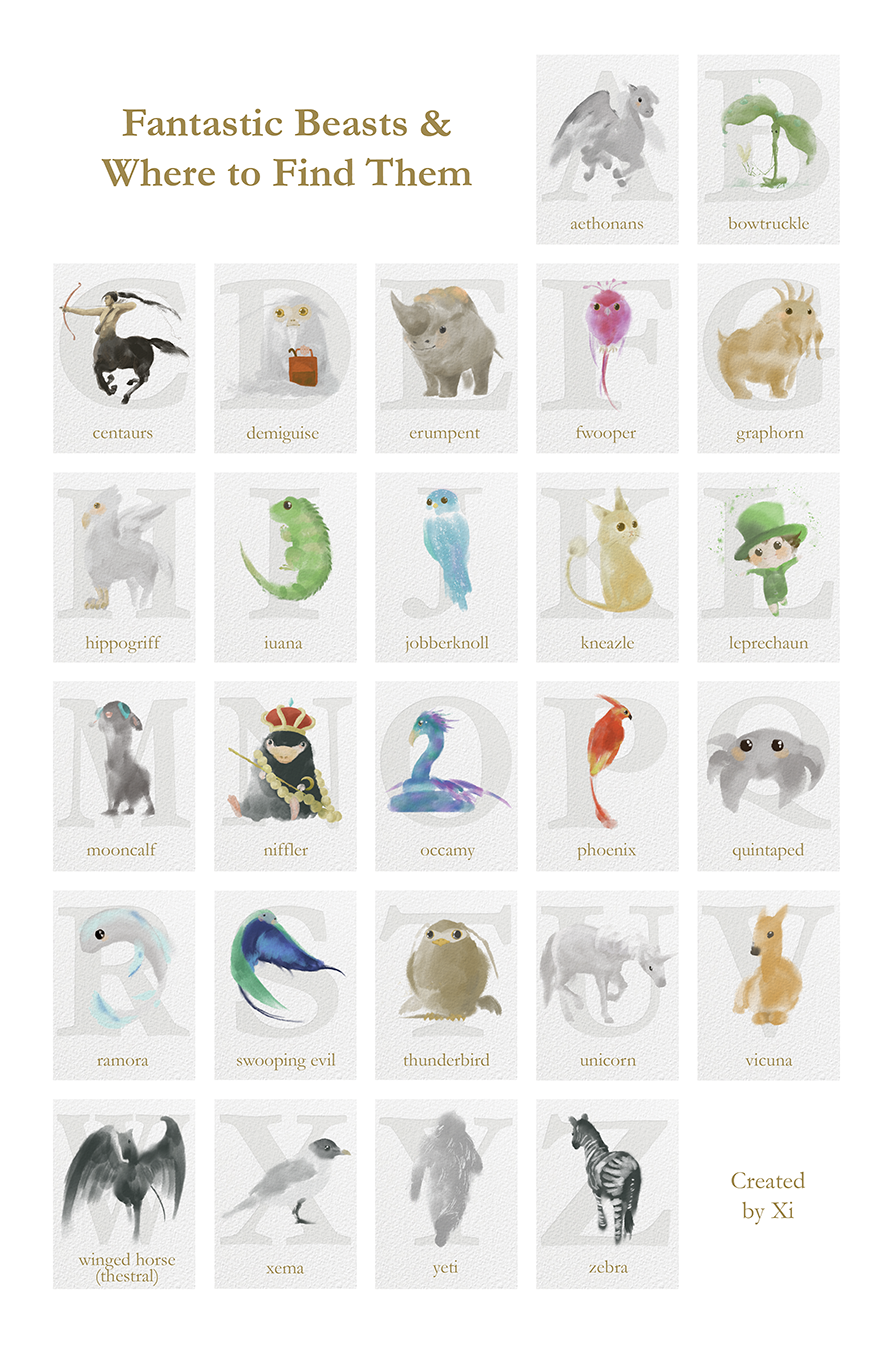 Fantastic Beasts &
Where to Find Them
A
aethonans
B
bowtruckle
C
centaurs
D
demiguise
E
erumpent
F
fwooper
G
graphorn
H
hippogriff
I
iuana
J
jobberknoll
K
kneazle
L
leprechaun
M
mooncalf
N
niffler
O
occamy
P
phoenix
Q
quintaped
R
ramora
S
swooping evil
T
thunderbird
U
unicorn
V
vicuna
W
winged horse
(thestral)
X
xema
Y
yeti
Z
zebra
Created
by Xi